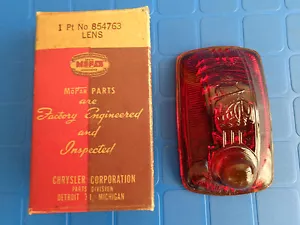 1 Pt No 854763
LENS
MOPAR
MoPar PARTS
are
Factory Engineered
and
Inspected
CHRYSLER CORPORATION
PARTS DIVISION
DETROIT 31, MICHIGAN